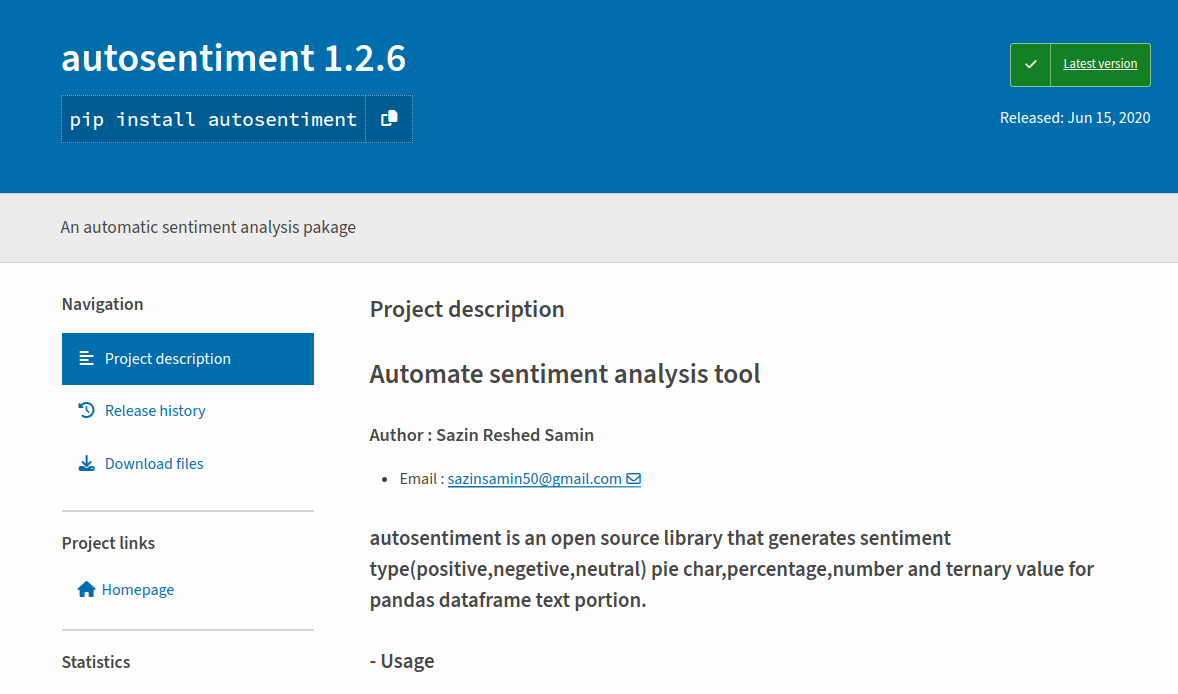 autosentiment 1.2.6
pip install autosentiment
Latest version
Released: Jun 15, 2020
An automatic sentiment analysis pakage
Navigation
Project description
Release history
Download files
Project links
Homepage
Statistics
Project description
Automate sentiment analysis tool
Author : Sazin Reshed Samin
Email : sazinsamin50@gmail.com
autosentiment is an open source library that generates sentiment
type(positive,negetive,neutral) pie char,percentage,number and ternary value for
pandas dataframe text portion.
- Usage